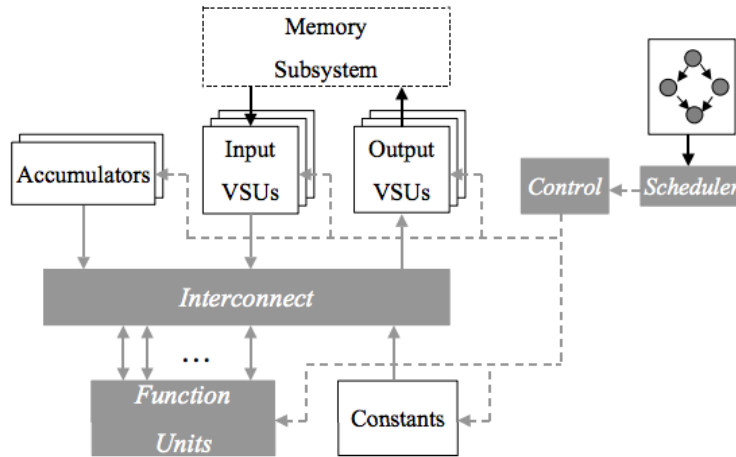 Memory
Subsystem
Accumulators
Input
VSUs
Output
VSUs
Control
Scheduler
Interconnect
...
Function
Units
Constants